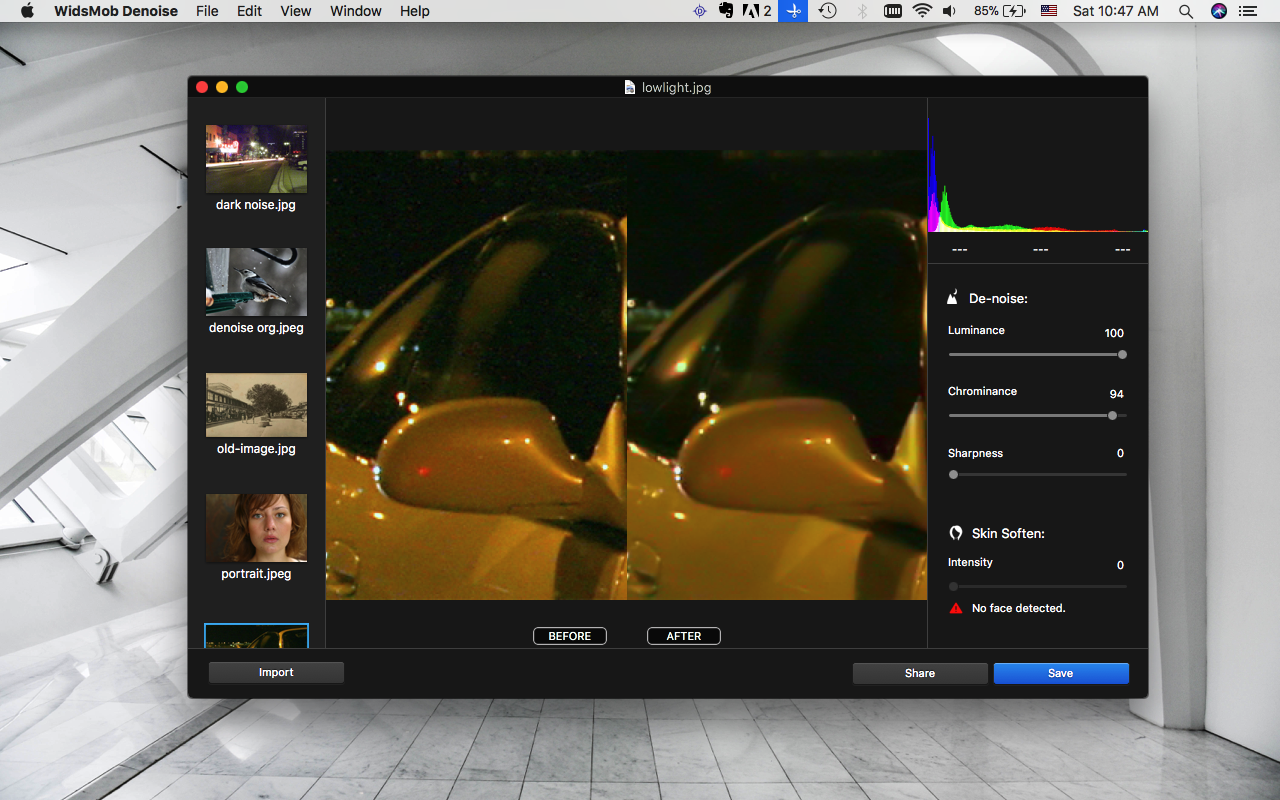 WidsMob Denoise File Edit View Window Help 2 85% Sat 10:47 AM
lowlight.jpg
dark noise.jpg
denoise org.jpeg
old-image.jpg
portrait.jpeg
--- --- ---
De-noise:
Luminance 100
Chrominance 94
Sharpness 0
Skin Soften:
Intensity 0
No face detected.
BEFORE AFTER
Import Share Save